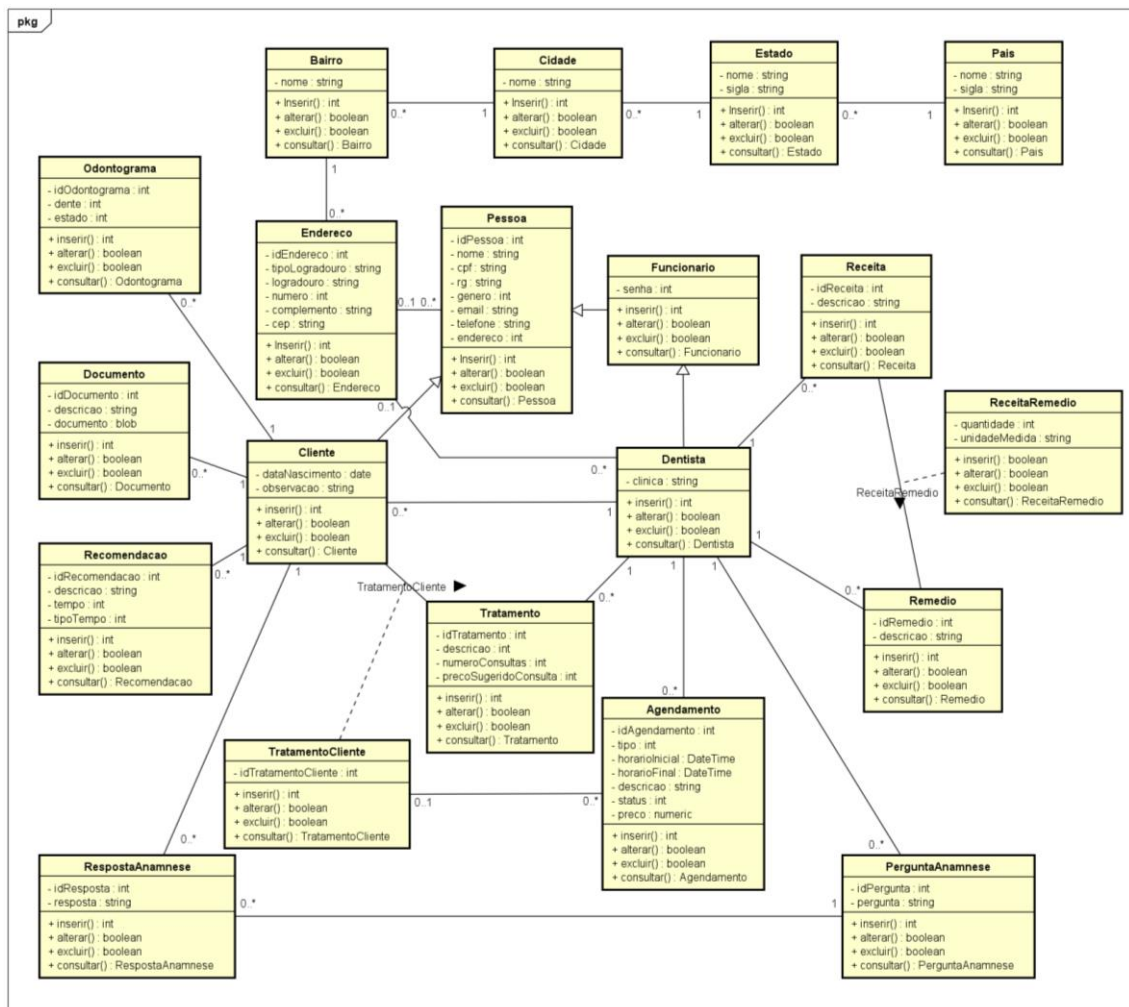 pkg
Bairro
- nome : string
+ Inserir() : int
+ alterar() : boolean
+ excluir() : boolean
+ consultar() : Bairro
0..*
1
Cidade
- nome : string
+ Inserir() : int
+ alterar() : boolean
+ excluir() : boolean
+ consultar() : Cidade
0..*
1
Estado
- nome : string
- sigla : string
+ Inserir() : int
+ alterar() : boolean
+ excluir() : boolean
+ consultar() : Estado
0..*
1
Pais
- nome : string
- sigla : string
+ Inserir() : int
+ alterar() : boolean
+ excluir() : boolean
+ consultar() : Pais
1
0..*
Odontograma
- idOdontograma : int
- dente : int
- estado : int
+ inserir() : int
+ alterar() : boolean
+ excluir() : boolean
+ consultar() : Odontograma
0..*
1
Endereco
- idEndereco : int
- tipoLogradouro : string
- logradouro : string
- numero : int
- complemento : string
- cep : string
+ Inserir() : int
+ alterar() : boolean
+ excluir() : boolean
+ consultar() : Endereco
0..1
0..*
0..1
0..*
Pessoa
- idPessoa : int
- nome : string
- cpf : string
- rg : string
- genero : int
- email : string
- telefone : string
- endereco : int
+ Inserir() : int
+ alterar() : boolean
+ excluir() : boolean
+ consultar() : Pessoa
Funcionario
- senha : int
+ inserir() : int
+ alterar() : boolean
+ excluir() : boolean
+ consultar() : Funcionario
Receita
- idReceita : int
- descricao : string
+ inserir() : int
+ alterar() : boolean
+ excluir() : boolean
+ consultar() : Receita
0..*
1
Documento
- idDocumento : int
- descricao : string
- documento : blob
+ inserir() : int
+ alterar() : boolean
+ excluir() : boolean
+ consultar() : Documento
0..*
1
ReceitaRemedio
- quantidade : int
- unidadeMedida : string
+ inserir() : boolean
+ alterar() : boolean
+ excluir() : boolean
+ consultar() : ReceitaRemedio
ReceitaRemedio
Cliente
- dataNascimento : date
- observacao : string
+ inserir() : int
+ alterar() : boolean
+ excluir() : boolean
+ consultar() : Cliente
0..*
1
Dentista
- clinica : string
+ inserir() : int
+ alterar() : boolean
+ excluir() : boolean
+ consultar() : Dentista
1
0..*
Recomendacao
- idRecomendacao : int
- descricao : string
- tempo : int
- tipoTempo : int
+ inserir() : int
+ alterar() : boolean
+ excluir() : boolean
+ consultar() : Recomendacao
0..*
1
1
TratamentoCliente
Tratamento
- idTratamento : int
- descricao : int
- numeroConsultas : int
- precoSugeridoConsulta : int
+ inserir() : int
+ alterar() : boolean
+ excluir() : boolean
+ consultar() : Tratamento
1
0..*
1
0..*
1
Remedio
- idRemedio : int
- descricao : string
+ inserir() : int
+ alterar() : boolean
+ excluir() : boolean
+ consultar() : Remedio
TratamentoCliente
- idTratamentoCliente : int
+ inserir() : int
+ alterar() : boolean
+ excluir() : boolean
+ consultar() : TratamentoCliente
0..1
0..*
Agendamento
- idAgendamento : int
- tipo : int
- horarioInicial : DateTime
- horarioFinal : DateTime
- descricao : string
- status : int
- preco : numeric
+ inserir() : int
+ alterar() : boolean
+ excluir() : boolean
+ consultar() : Agendamento
0..*
RespostaAnamnese
- idResposta : int
- resposta : string
+ inserir() : int
+ alterar() : boolean
+ excluir() : boolean
+ consultar() : RespostaAnamnese
0..*
1
0..*
PerguntaAnamnese
- idPergunta : int
- pergunta : string
+ inserir() : int
+ alterar() : boolean
+ excluir() : boolean
+ consultar() : PerguntaAnamnese